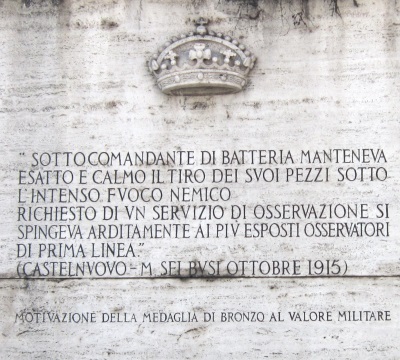 " SOTTOCOMANDANTE DI BATTERIA MANTENEVA
ESATTO E CALMO IL TIRO DEI SVOI PEZZI SOTTO
L'INTENSO FVOCO NEMICO
RICHIESTO DI VN SERVIZIO DI OSSERVAZIONE SI
SPINGEVA ARDITAMENTE AI PIV ESPOSTI OSSERVATORI
DI PRIMA LINEA."
(CASTELNVOVO - M. SEI BVSI OTTOBRE 1915)
MOTIVAZIONE DELLA MEDAGLIA DI BRONZO AL VALORE MILITARE